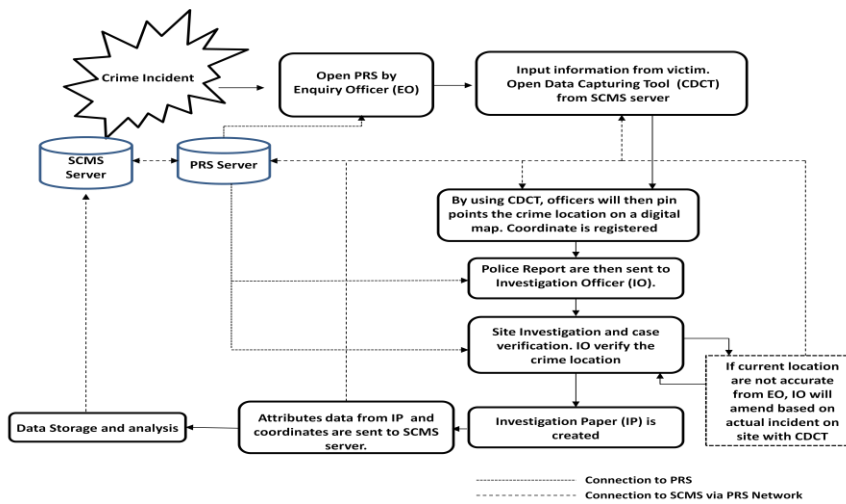 Crime Incident
Open PRS by
Enquiry Officer (EO)
Input information from victim.
Open Data Capturing Tool (CDCT)
from SCMS server
SCMS
Server
PRS Server
By using CDCT, officers will then pin
points the crime location on a digital
map. Coordinate is registered
Police Report are then sent to
Investigation Officer (IO).
Site Investigation and case
verification. IO verify the
crime location
If current location
are not accurate
from EO, IO will
amend based on
actual incident on
site with CDCT
Data Storage and analysis
Attributes data from IP and
coordinates are sent to SCMS
server.
Investigation Paper (IP) is
created
Connection to PRS
Connection to SCMS via PRS Network